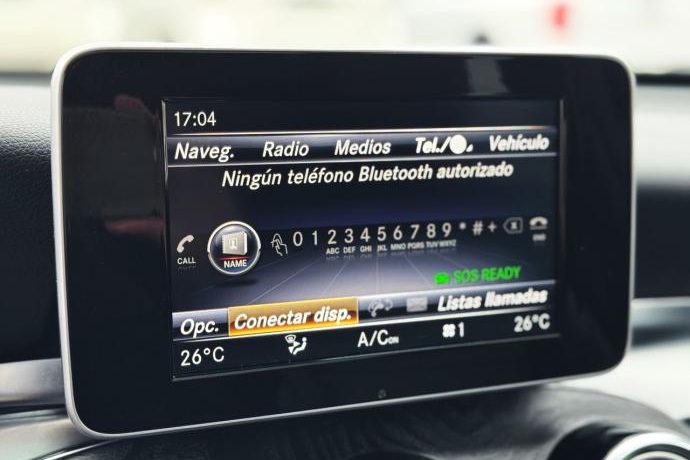 17:04
Naveg. Radio Medios Tel./ Vehículo
Ningún teléfono Bluetooth autorizado
CALL NAME 0 1 2 3 4 5 6 7 8 9 * # +
ABC DEF GHI JKL MNO PQRS TUV WXYZ END
SOS READY
Opc. Conectar disp. Listas llamadas
26°C A/C ON 1 26°C